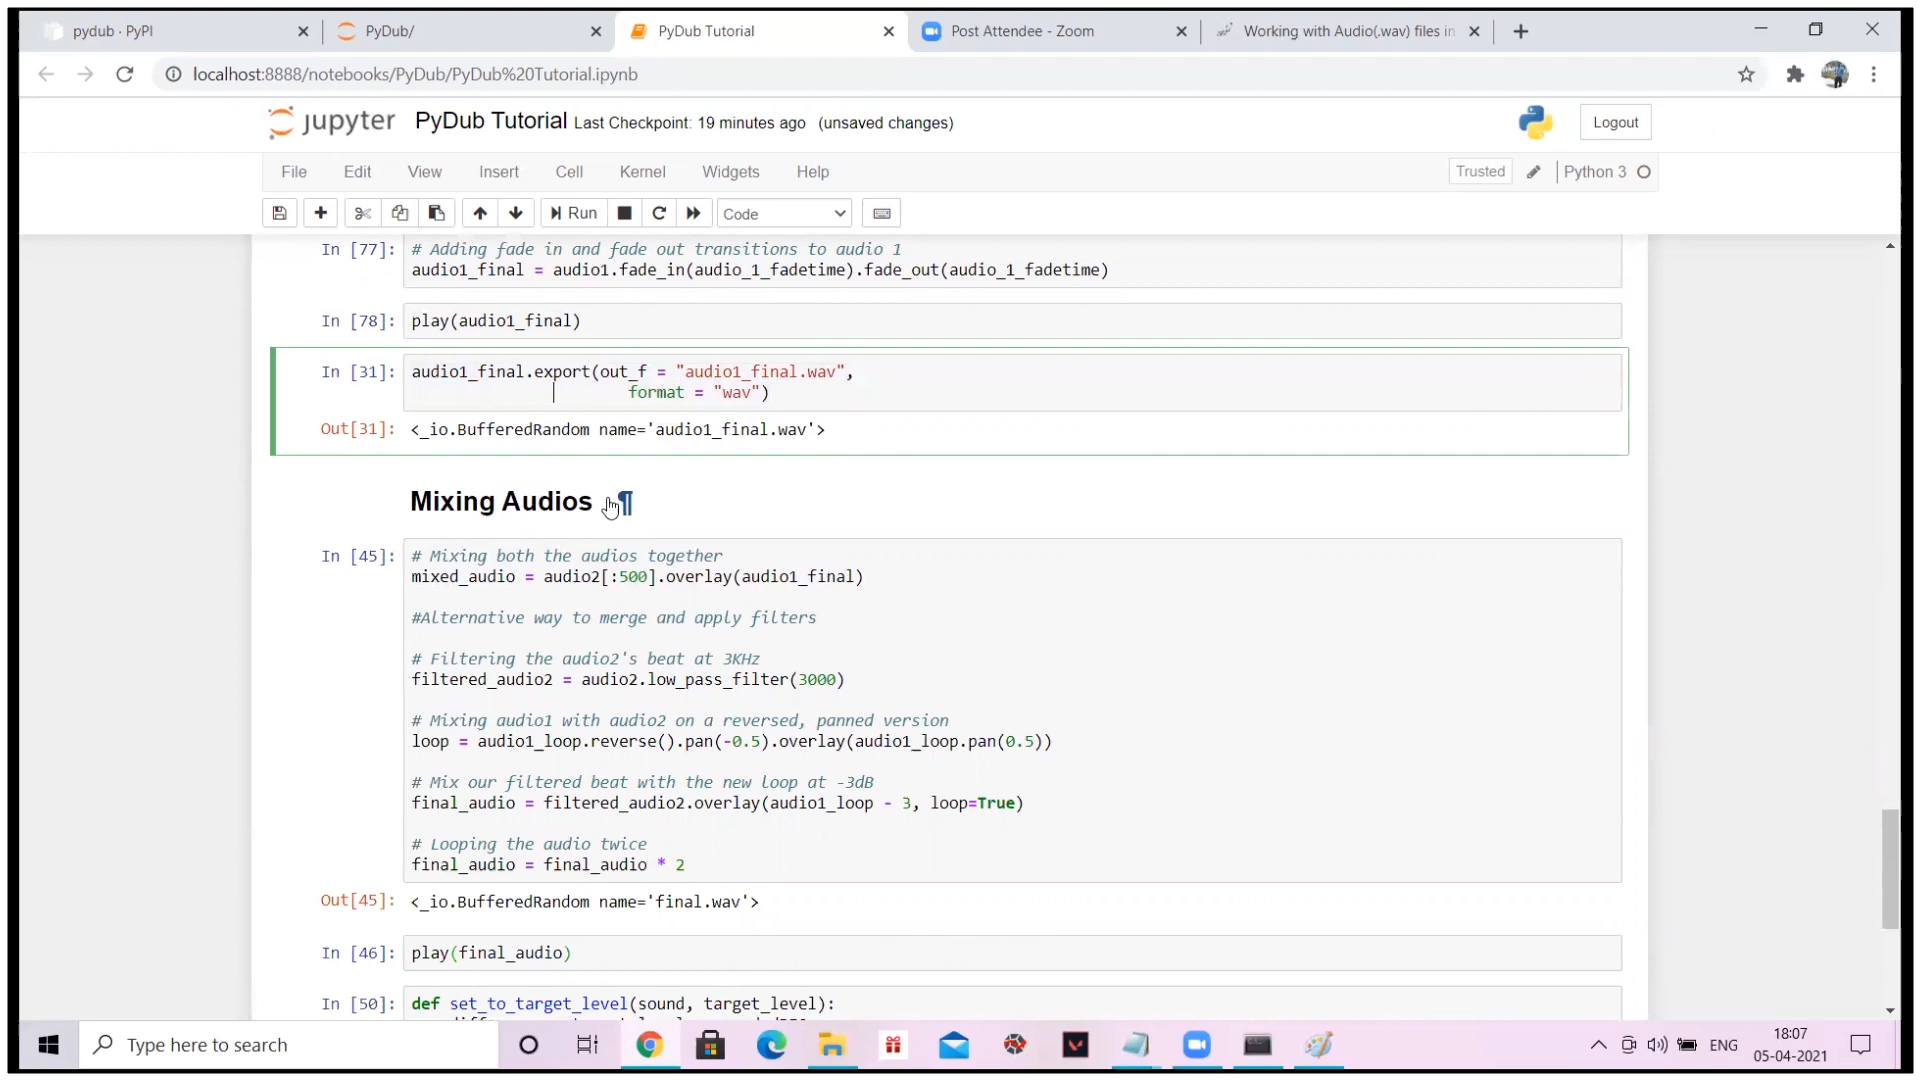 pydub · PyPI
PyDub/
PyDub Tutorial
Post Attendee - Zoom
Working with Audio(.wav) files in
localhost:8888/notebooks/PyDub/PyDub%20Tutorial.ipynb
jupyter PyDub Tutorial Last Checkpoint: 19 minutes ago (unsaved changes)
Logout
File Edit View Insert Cell Kernel Widgets Help
Trusted Python 3
Run Code
In [77]: # Adding fade in and fade out transitions to audio 1
audio1_final = audio1.fade_in(audio_1_fadetime).fade_out(audio_1_fadetime)
In [78]: play(audio1_final)
In [31]: audio1_final.export(out_f = "audio1_final.wav",
format = "wav")
Out[31]: <_io.BufferedRandom name='audio1_final.wav'>
Mixing Audios ¶
In [45]: # Mixing both the audios together
mixed_audio = audio2[:500].overlay(audio1_final)
#Alternative way to merge and apply filters
# Filtering the audio2's beat at 3KHz
filtered_audio2 = audio2.low_pass_filter(3000)
# Mixing audio1 with audio2 on a reversed, panned version
loop = audio1_loop.reverse().pan(-0.5).overlay(audio1_loop.pan(0.5))
# Mix our filtered beat with the new loop at -3dB
final_audio = filtered_audio2.overlay(audio1_loop - 3, loop=True)
# Looping the audio twice
final_audio = final_audio * 2
Out[45]: <_io.BufferedRandom name='final.wav'>
In [46]: play(final_audio)
In [50]: def set_to_target_level(sound, target_level):
Type here to search
ENG
18:07
05-04-2021